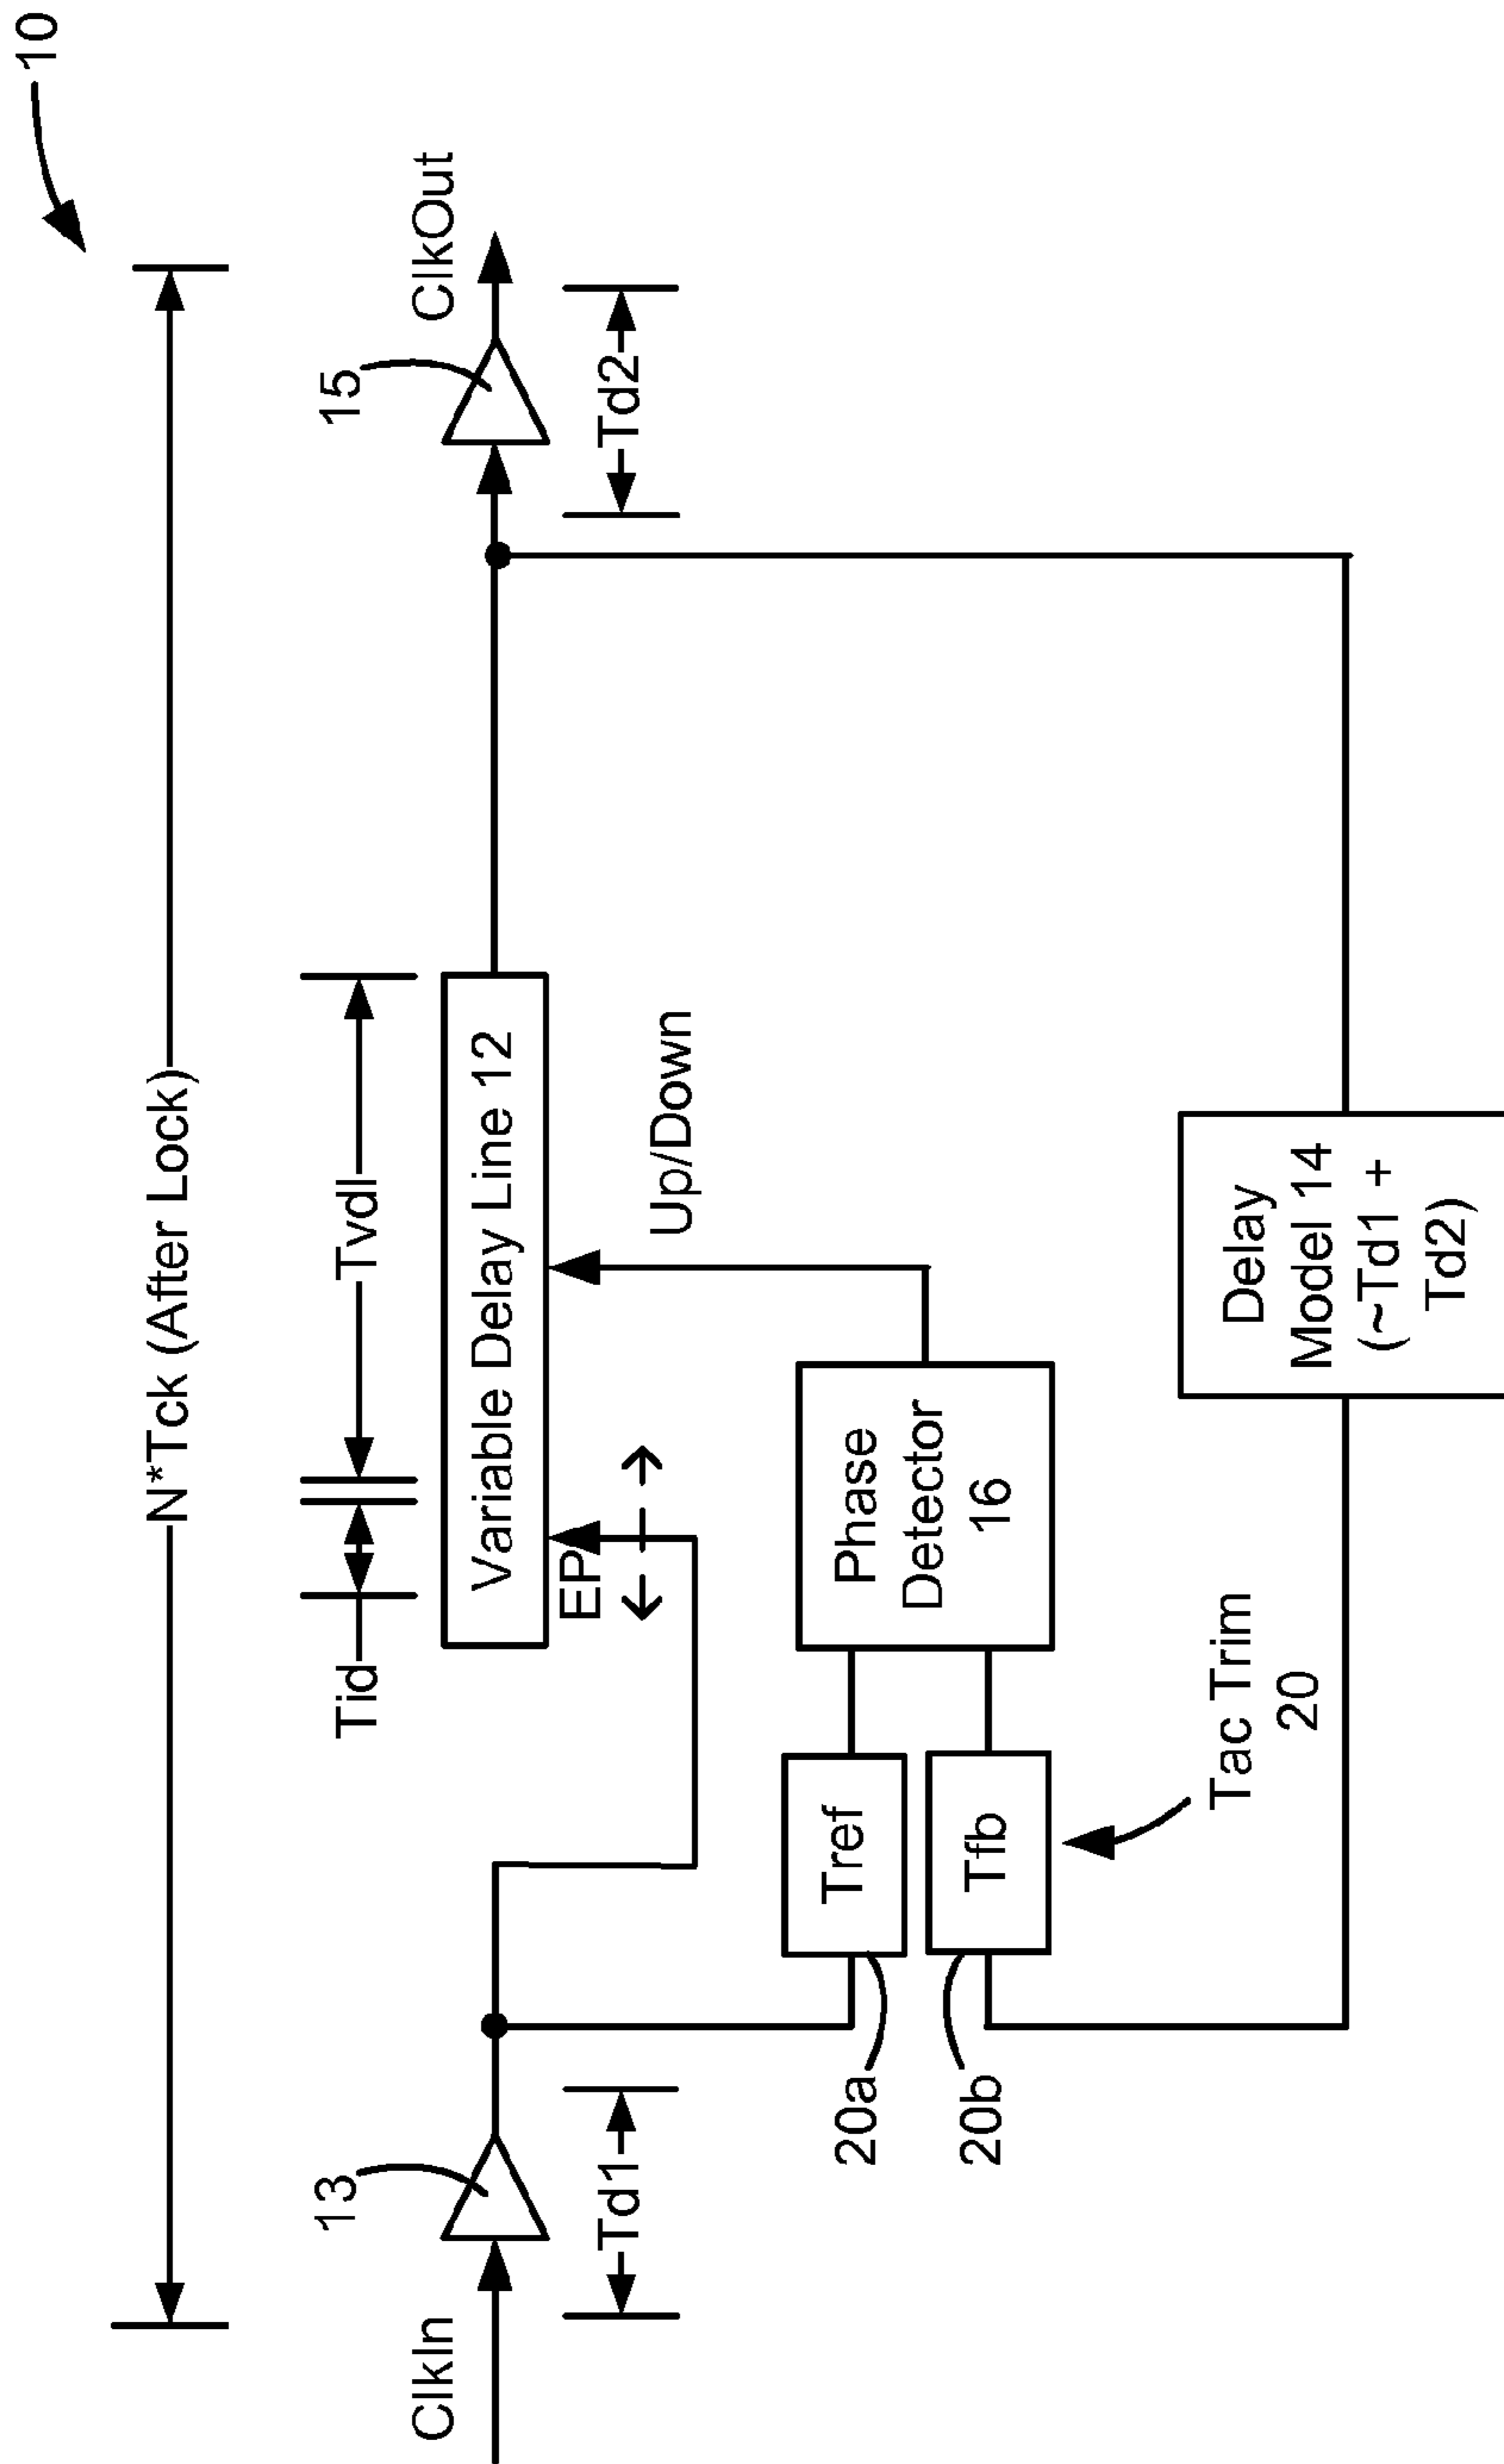 10
N*Tck (After Lock)
Tid
Tvdl
13
15
ClkIn
Variable Delay Line 12
ClkOut
EP
Td1
Td2
Up/Down
Tref
Phase
Detector
16
20a
Tfb
20b
Tac Trim
20
Delay
Model 14
(~Td1 +
Td2)